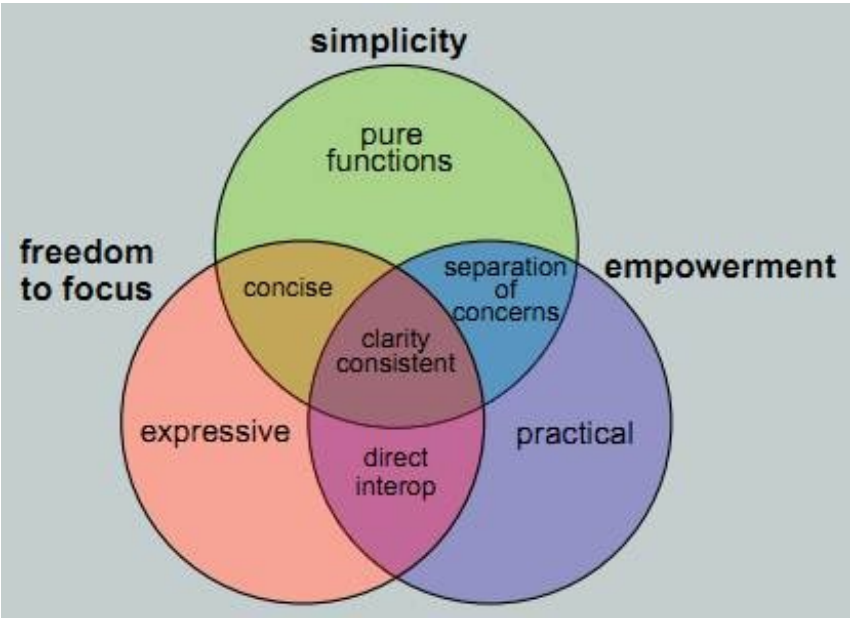 simplicity
pure
functions
freedom
to focus
concise
separation
of
concerns
empowerment
clarity
consistent
expressive
direct
interop
practical